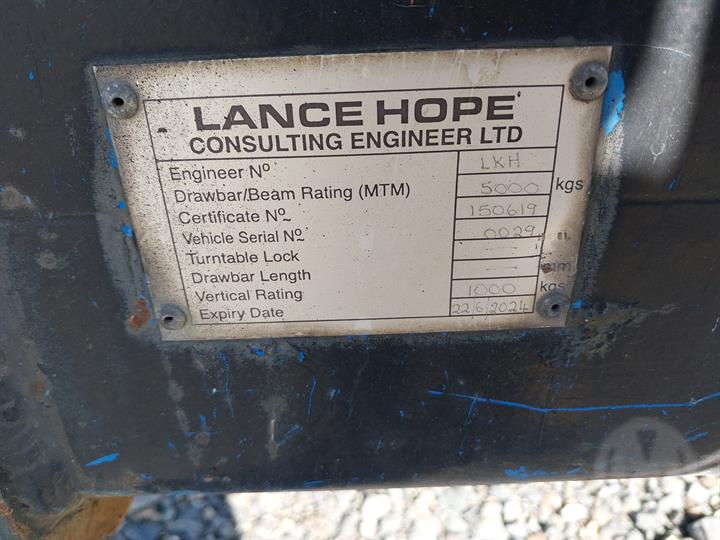 LANCE HOPE
CONSULTING ENGINEER LTD
Engineer Nº LKH
Drawbar/Beam Rating (MTM) 5000 kgs
Certificate Nº 150619
Vehicle Serial Nº 0029
Turntable Lock —
Drawbar Length — mm
Vertical Rating 1000 kgs
Expiry Date 22/6/2024